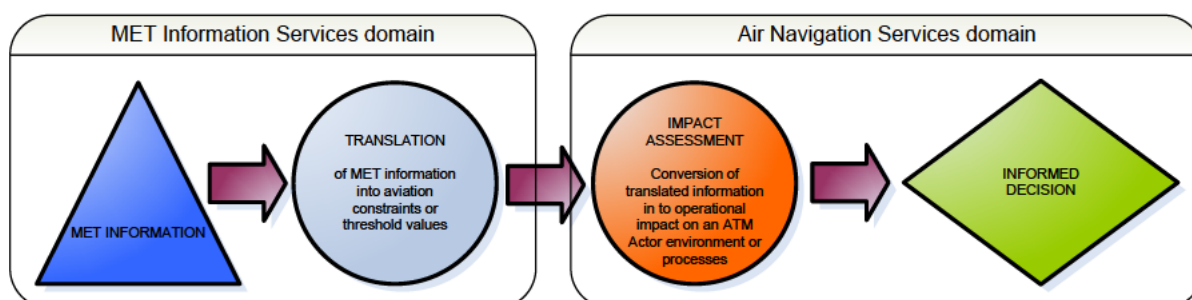 MET Information Services domain
Air Navigation Services domain
MET INFORMATION
TRANSLATION
of MET information
into aviation
constraints or
threshold values
IMPACT
ASSESSMENT
Conversion of
translated information
in to operational
impact on an ATM
Actor environment or
processes
INFORMED
DECISION